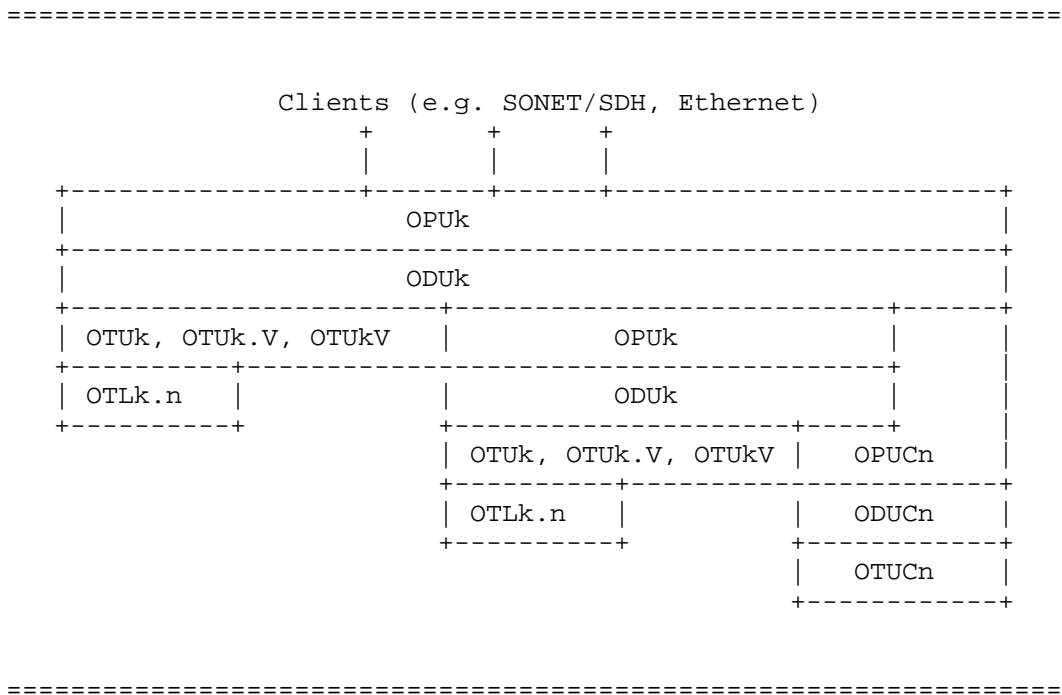 Clients (e.g. SONET/SDH, Ethernet)
OPUk
ODUk
OTUk, OTUk.V, OTUkV OPUk
OTLk.n ODUk
OTUk, OTUk.V, OTUkV OPUCn
OTLk.n ODUCn
OTUCn